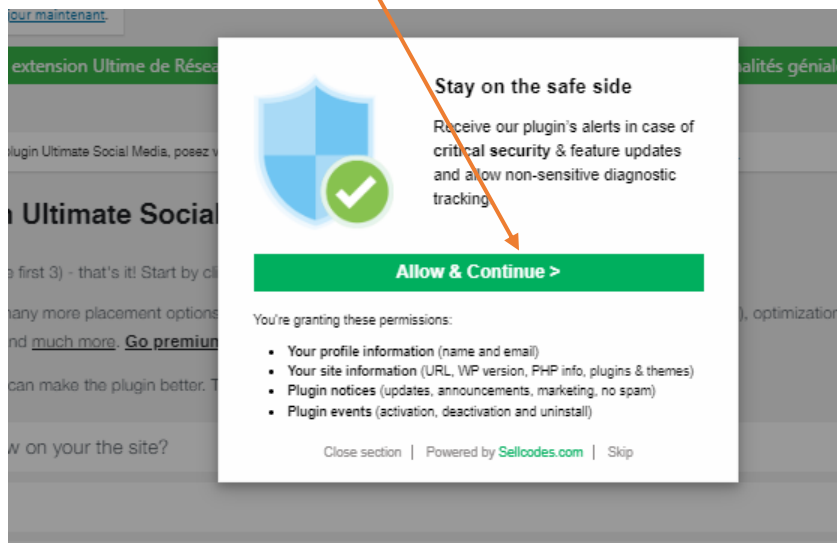 jour maintenant.
extension Ultime de Résea
nalités génial
plugin Ultimate Social Media, posez v
Stay on the safe side
Receive our plugin's alerts in case of
critical security & feature updates
and allow non-sensitive diagnostic
tracking
Ultimate Social
Allow & Continue >
e first 3) - that's it! Start by cli
You're granting these permissions:
many more placement options
), optimization
nd much more. Go premium
Your profile information (name and email)
Your site information (URL, WP version, PHP info, plugins & themes)
can make the plugin better. T
Plugin notices (updates, announcements, marketing, no spam)
Plugin events (activation, deactivation and uninstall)
w on your the site?
Close section | Powered by Sellcodes.com | Skip